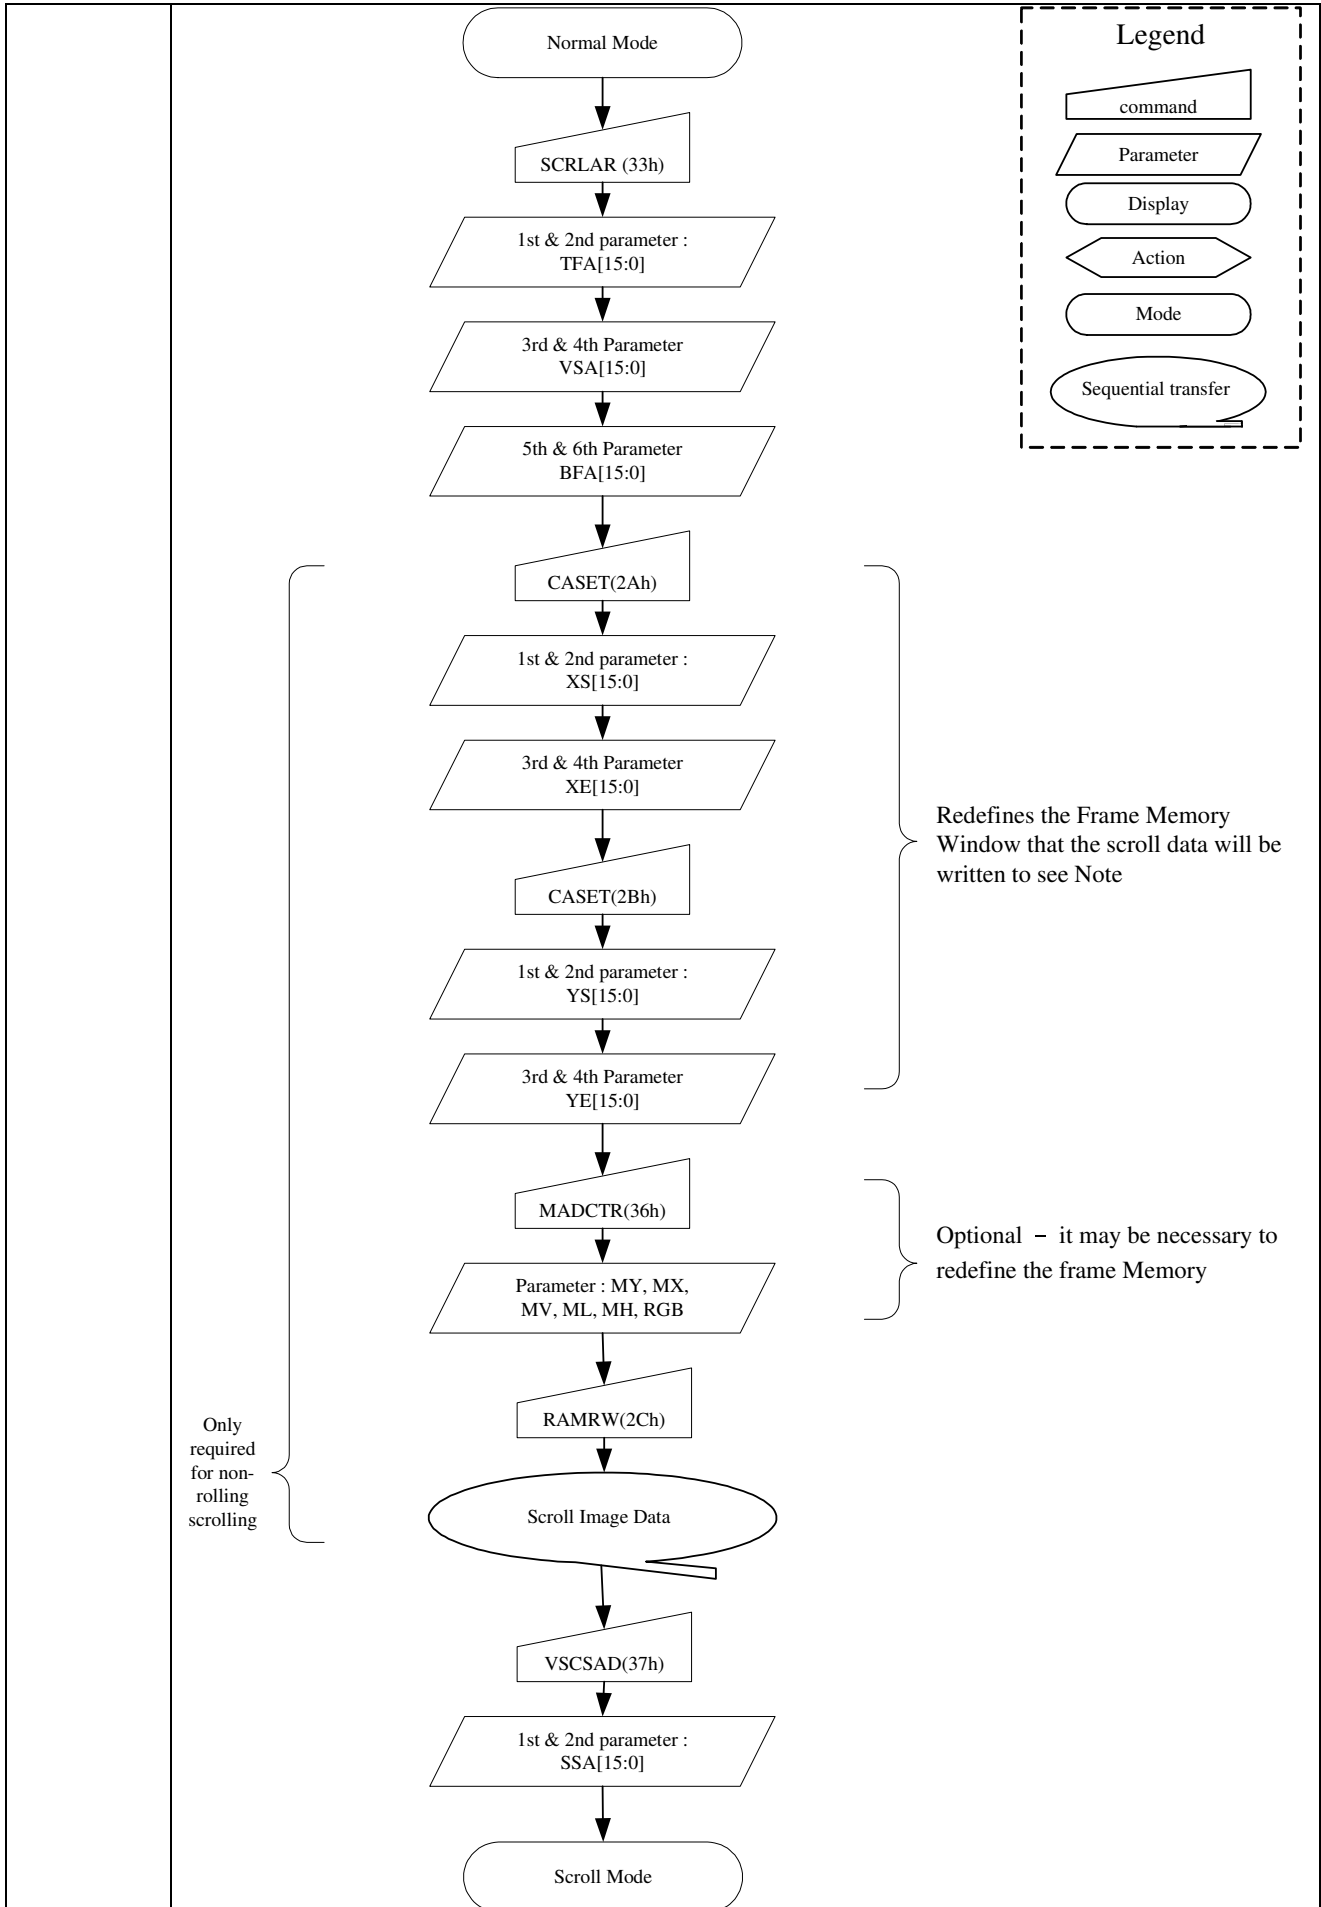 Normal Mode
SCRLAR (33h)
1st & 2nd parameter :
TFA[15:0]
3rd & 4th Parameter
VSA[15:0]
5th & 6th Parameter
BFA[15:0]
CASET(2Ah)
1st & 2nd parameter :
XS[15:0]
3rd & 4th Parameter
XE[15:0]
CASET(2Bh)
1st & 2nd parameter :
YS[15:0]
3rd & 4th Parameter
YE[15:0]
MADCTR(36h)
Parameter : MY, MX,
MV, ML, MH, RGB
RAMRW(2Ch)
Scroll Image Data
VSCSAD(37h)
1st & 2nd parameter :
SSA[15:0]
Scroll Mode
Only
required
for non-
rolling
scrolling
Redefines the Frame Memory
Window that the scroll data will be
written to see Note
Optional – it may be necessary to
redefine the frame Memory
Legend
command
Parameter
Display
Action
Mode
Sequential transfer